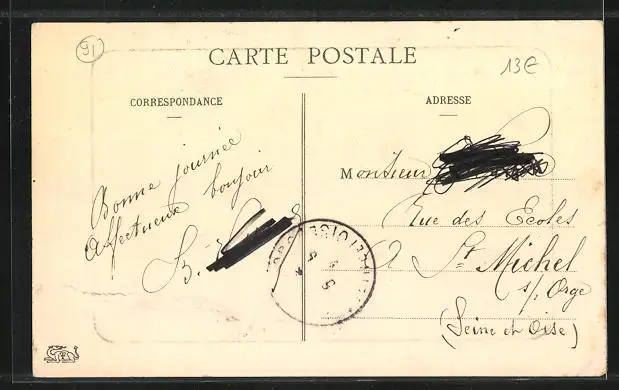 91
CARTE POSTALE
13€
CORRESPONDANCE
ADRESSE
Bonne journée
Affectueux bonjour
B.
Monsieur
Rue des Ecoles
A St Michel
s/ Orge
(Seine et Oise)